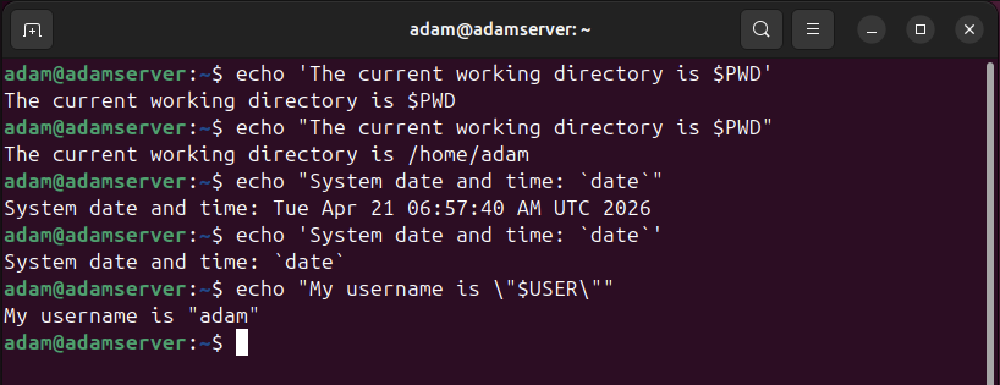 adam@adamserver: ~
adam@adamserver:~$ echo 'The current working directory is $PWD'
The current working directory is $PWD
adam@adamserver:~$ echo "The current working directory is $PWD"
The current working directory is /home/adam
adam@adamserver:~$ echo "System date and time: `date`"
System date and time: Tue Apr 21 06:57:40 AM UTC 2026
adam@adamserver:~$ echo 'System date and time: `date`'
System date and time: `date`
adam@adamserver:~$ echo "My username is \"$USER\""
My username is "adam"
adam@adamserver:~$